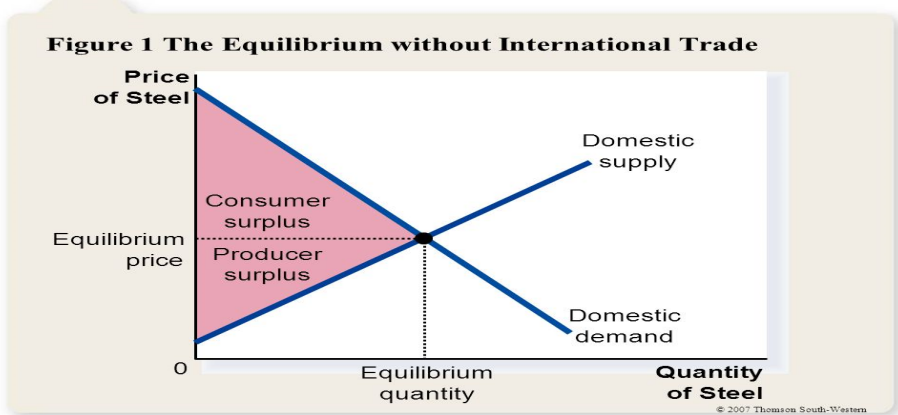 Figure 1 The Equilibrium without International Trade
Price
of Steel
Domestic
supply
Consumer
surplus
Equilibrium
price
Producer
surplus
Domestic
demand
0
Equilibrium
quantity
Quantity
of Steel
© 2007 Thomson South-Western